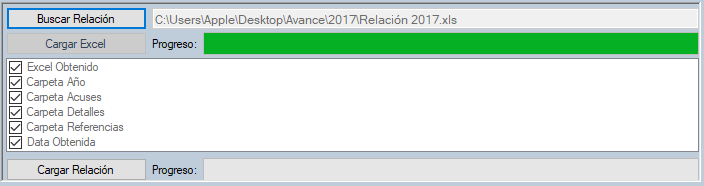 Buscar Relación C:\Users\Apple\Desktop\Avance\2017\Relación 2017.xls
Cargar Excel Progreso:
Excel Obtenido
Carpeta Año
Carpeta Acuses
Carpeta Detalles
Carpeta Referencias
Data Obtenida
Cargar Relación Progreso: